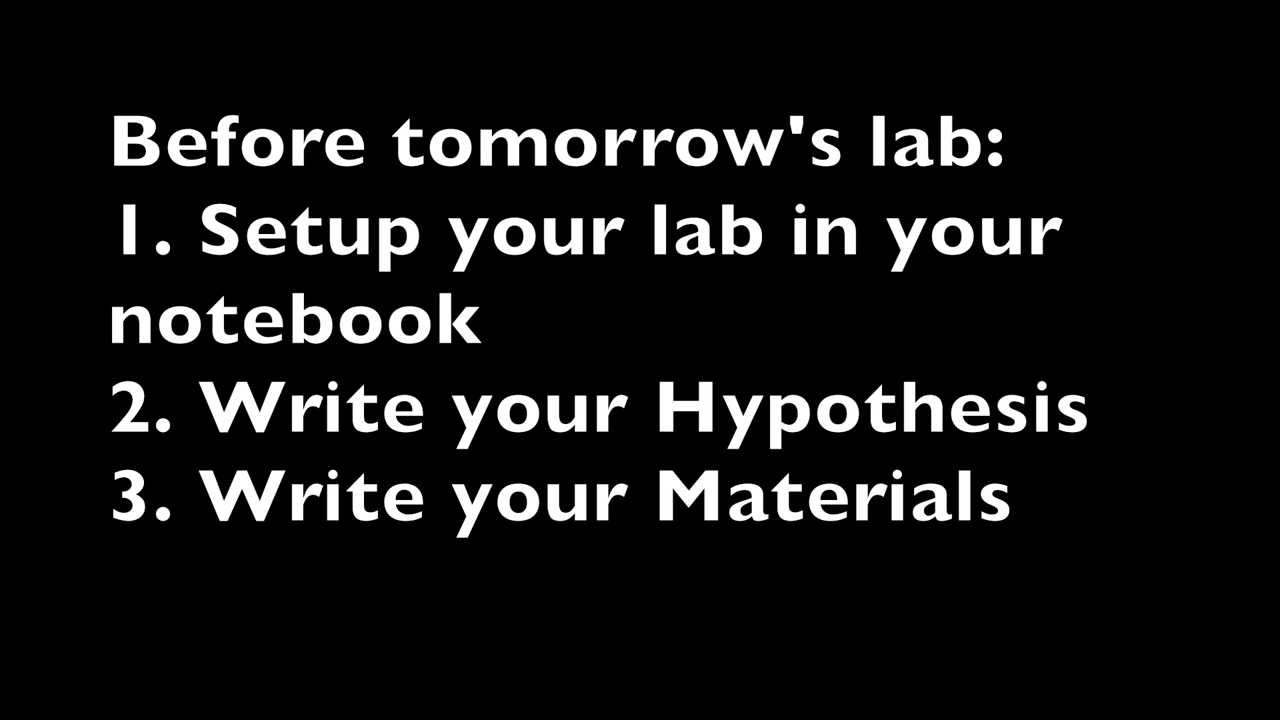 Before tomorrow's lab:
1. Setup your lab in your
notebook
2. Write your Hypothesis
3. Write your Materials